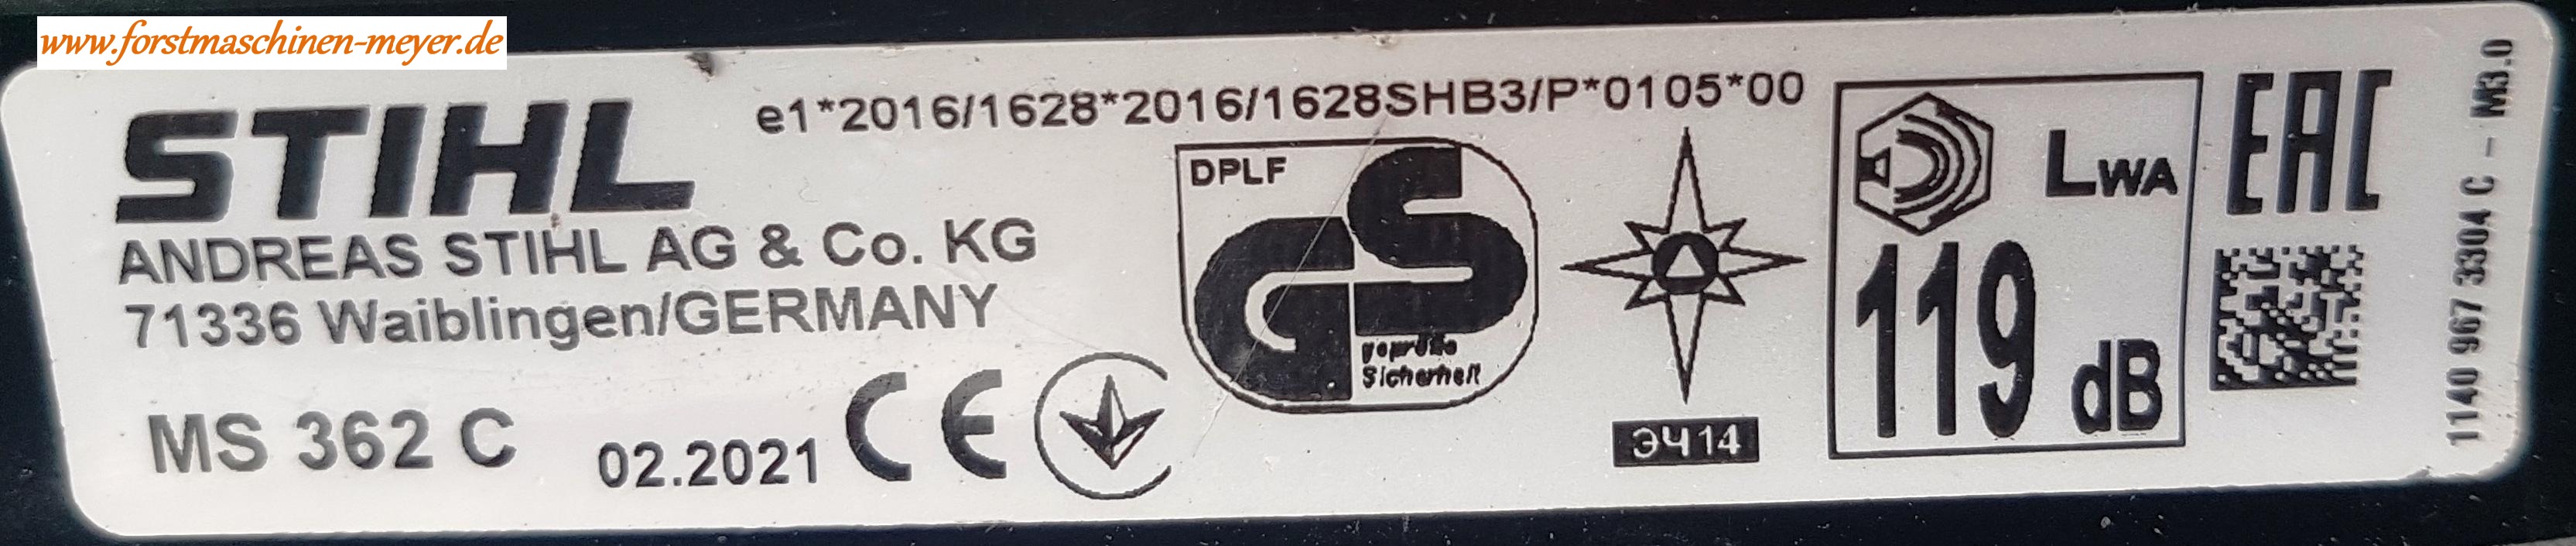 www.forstmaschinen-meyer.de
STIHL
e1*2016/1628*2016/1628SHB3/P*0105*00
ANDREAS STIHL AG & Co. KG
71336 Waiblingen/GERMANY
MS 362 C
02.2021
CE
DPLF
GS
geprüfte
Sicherheit
ЭЧ14
LWA
119 dB
EAC
1140 967 3304 C - M3.0